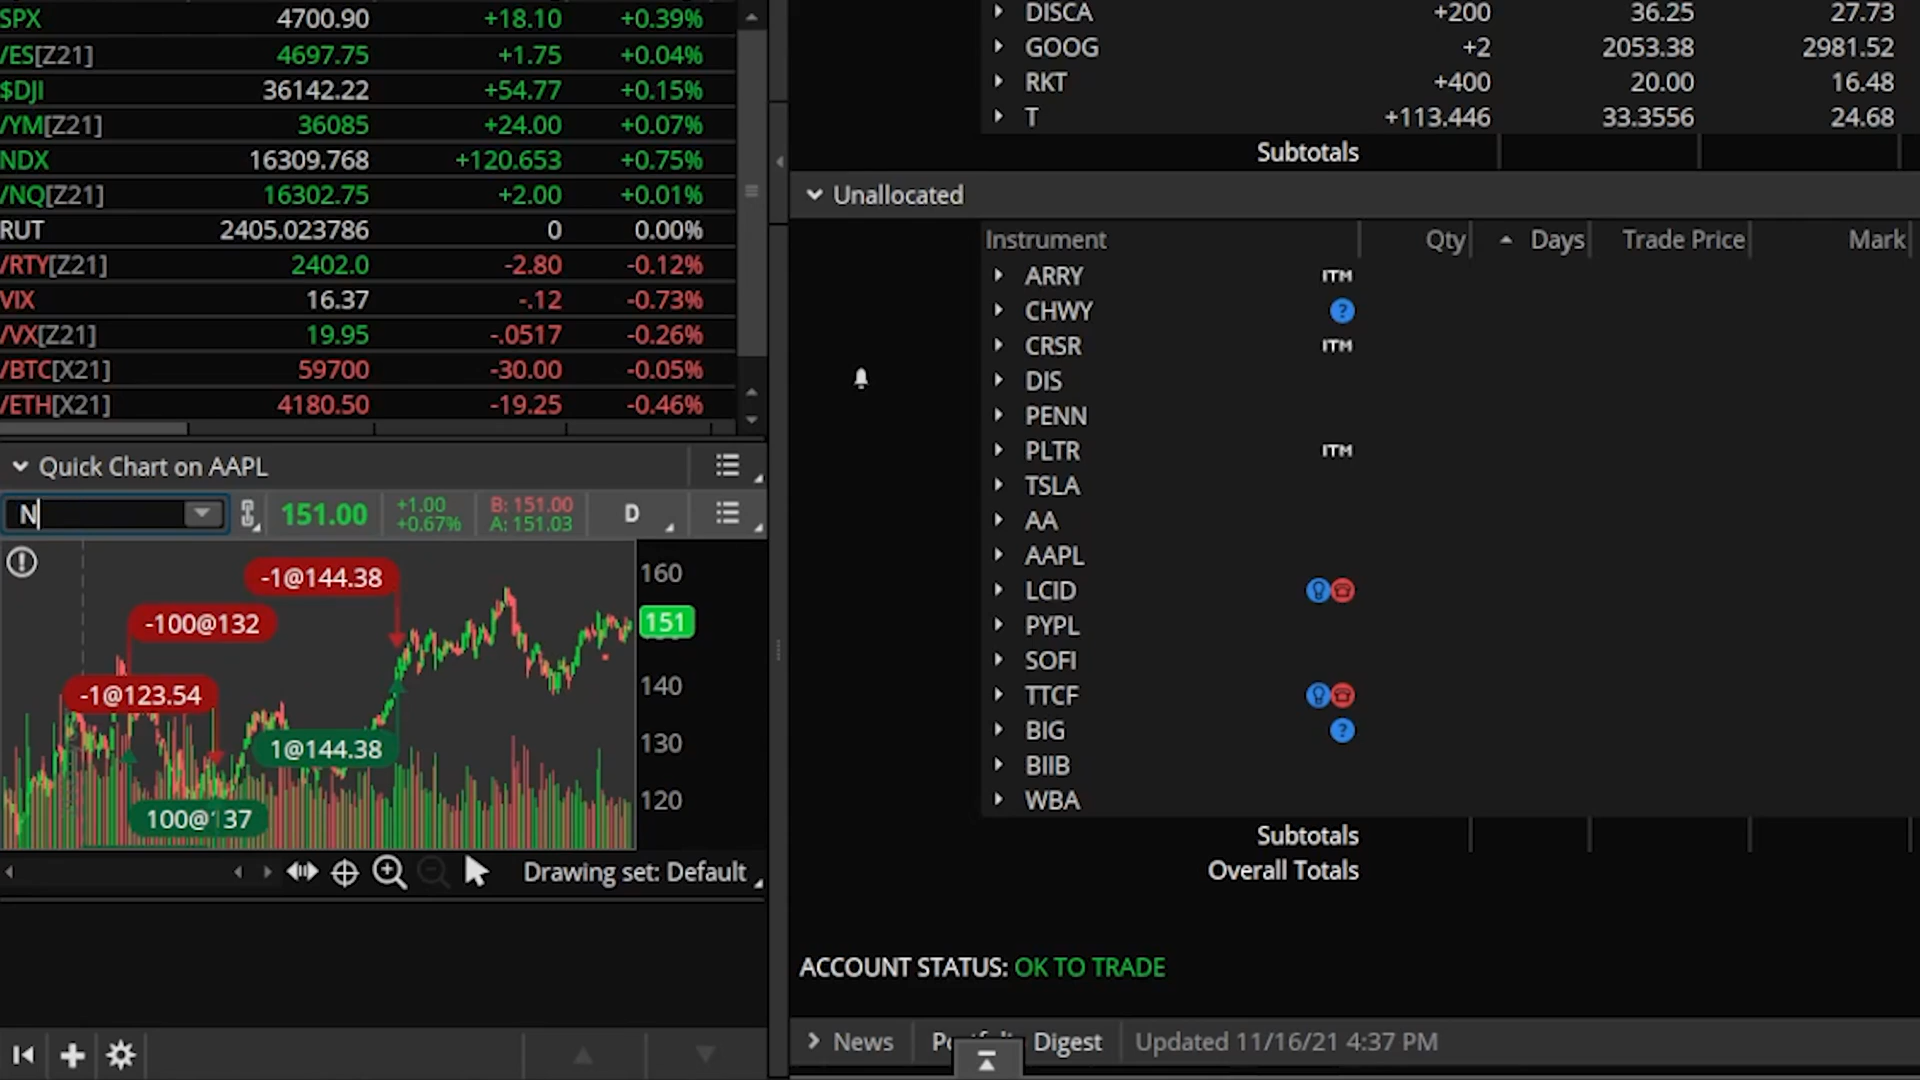 SPX 4700.90 +18.10 +0.39%
/ES[Z21] 4697.75 +1.75 +0.04%
$DJI 36142.22 +54.77 +0.15%
/YM[Z21] 36085 +24.00 +0.07%
NDX 16309.768 +120.653 +0.75%
/NQ[Z21] 16302.75 +2.00 +0.01%
RUT 2405.023786 0 0.00%
/RTY[Z21] 2402.0 -2.80 -0.12%
VIX 16.37 -.12 -0.73%
/VX[Z21] 19.95 -.0517 -0.26%
/BTC[X21] 59700 -30.00 -0.05%
/ETH[X21] 4180.50 -19.25 -0.46%
Quick Chart on AAPL
N 151.00 +1.00 +0.67% B: 151.00 A: 151.03 D
-1@144.38
-100@132
-1@123.54
1@144.38
160
151
140
130
120
Drawing set: Default
DISCA +200 36.25 27.73
GOOG +2 2053.38 2981.52
RKT +400 20.00 16.48
T +113.446 33.3556 24.68
Subtotals
Unallocated
Instrument Qty Days Trade Price Mark
ARRY ITM
CHWY ?
CRSR ITM
DIS
PENN
PLTR ITM
TSLA
AA
AAPL
LCID
PYPL
SOFI
TTCF
BIG ?
BIIB
WBA
Subtotals
Overall Totals
ACCOUNT STATUS: OK TO TRADE
News Digest Updated 11/16/21 4:37 PM